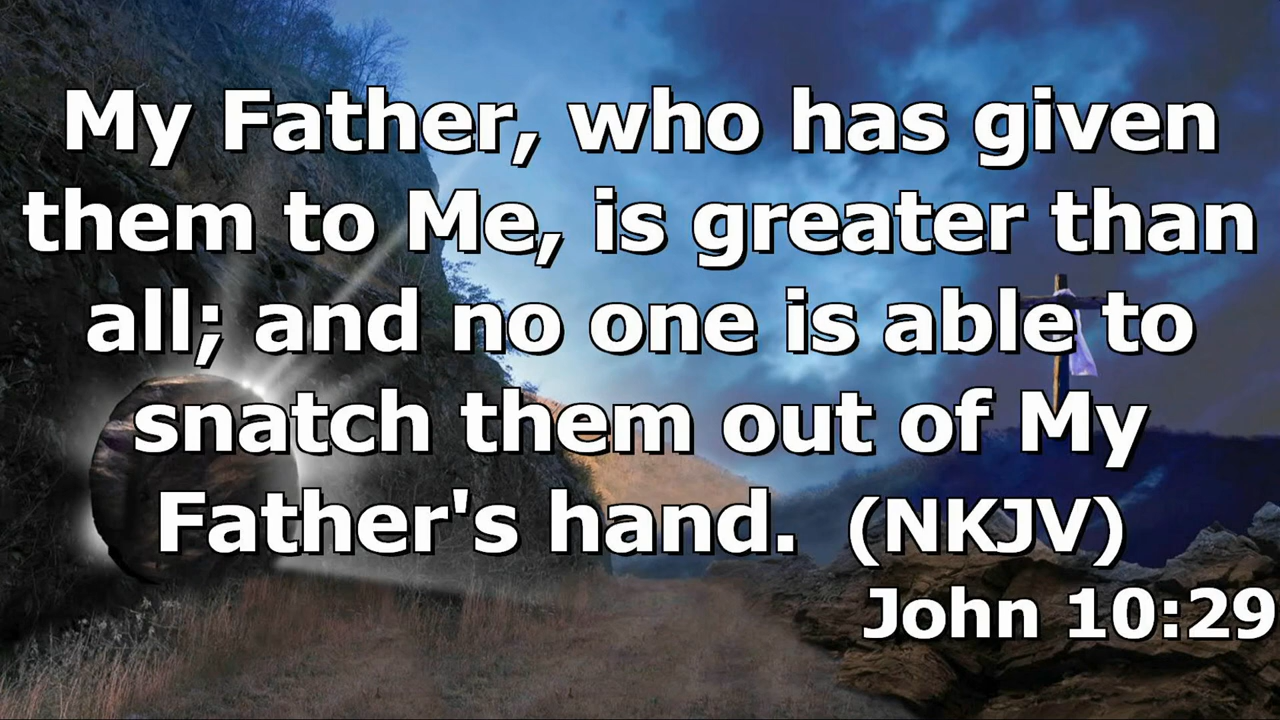 My Father, who has given
them to Me, is greater than
all; and no one is able to
snatch them out of My
Father's hand.  (NKJV)
John 10:29